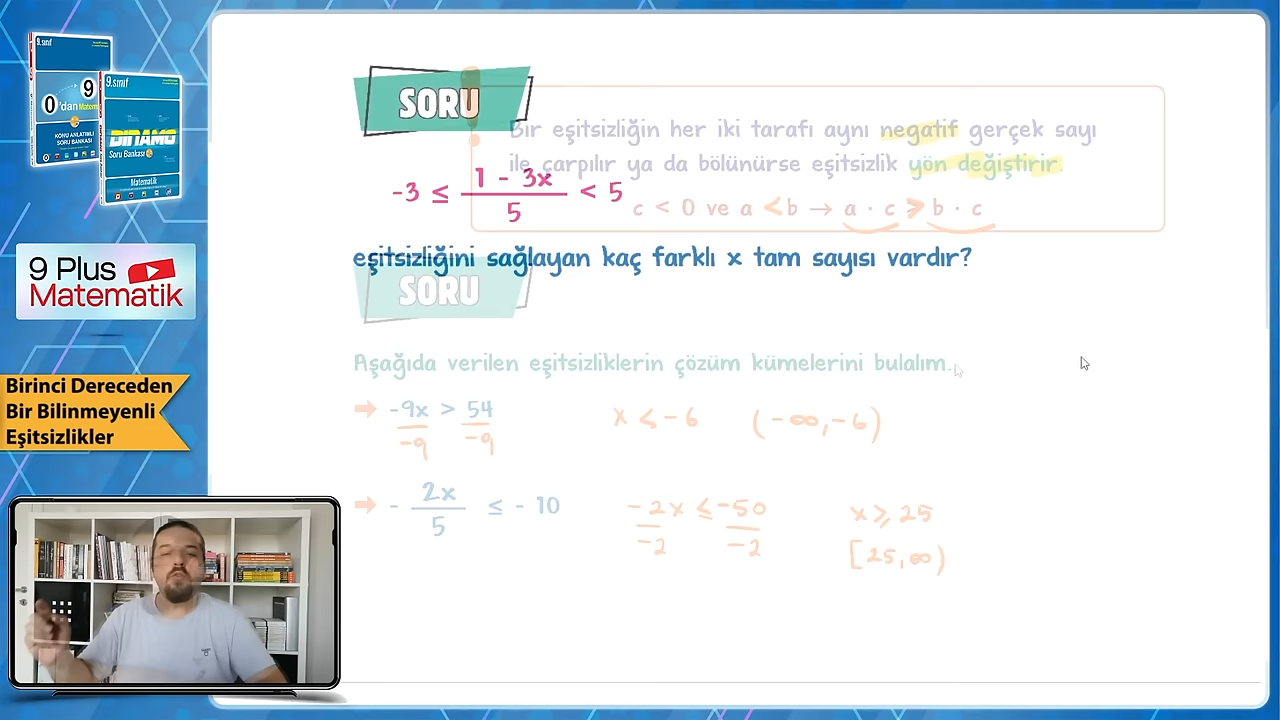 9.sınıf
0'dan 9
KONU ANLATIMLI
SORU BANKASI
9.sınıf
DİNAMO
Soru Bankası
Matematik
9 Plus
Matematik
Birinci Dereceden
Bir Bilinmeyenli
Eşitsizlikler
SORU
Bir eşitsizliğin her iki tarafı aynı negatif gerçek sayı
ile çarpılır ya da bölünürse eşitsizlik yön değiştirir.
c < 0 ve a < b → a · c > b · c
-3 ≤ (1 - 3x)/5 < 5
eşitsizliğini sağlayan kaç farklı x tam sayısı vardır?
SORU
Aşağıda verilen eşitsizliklerin çözüm kümelerini bulalım.
→ -9x/-9 > 54/-9 x < -6 (-∞, -6)
→ - 2x/5 ≤ - 10 -2x/-2 ≤ -50/-2 x ≥ 25
[25, ∞)